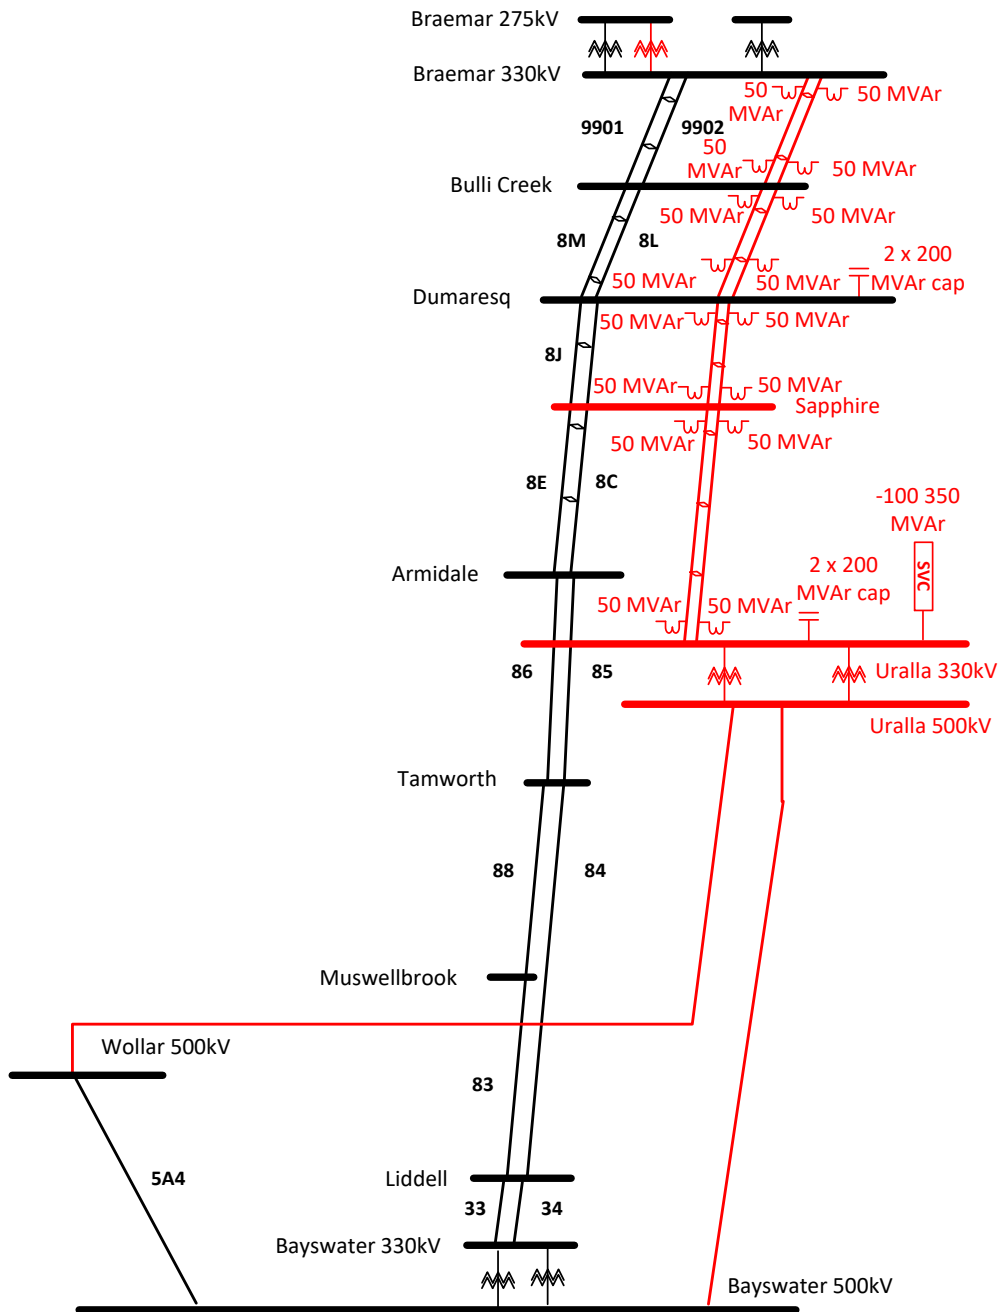 Braemar 275kV
Braemar 330kV
50
MVAr
50 MVAr
9901
9902
50
MVAr
50 MVAr
Bulli Creek
50 MVAr
50 MVAr
8M
8L
2 x 200
MVAr cap
50 MVAr
50 MVAr
Dumaresq
50 MVAr
50 MVAr
8J
50 MVAr
50 MVAr
Sapphire
50 MVAr
50 MVAr
8E
8C
-100 350
MVAr
SVC
Armidale
2 x 200
MVAr cap
50 MVAr
50 MVAr
86
85
Uralla 330kV
Uralla 500kV
Tamworth
88
84
Muswellbrook
Wollar 500kV
83
5A4
Liddell
33
34
Bayswater 330kV
Bayswater 500kV